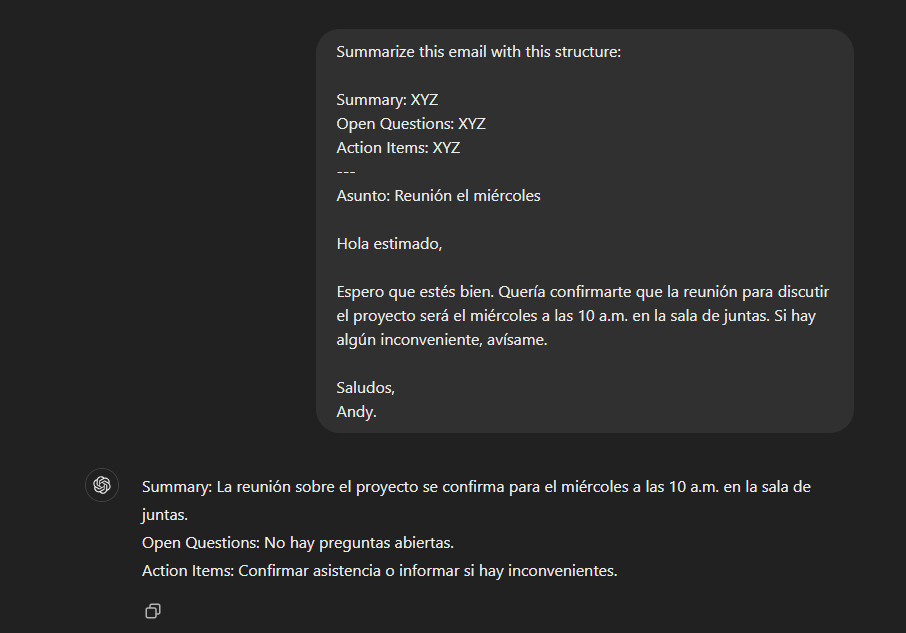 Summarize this email with this structure:
Summary: XYZ
Open Questions: XYZ
Action Items: XYZ
---
Asunto: Reunión el miércoles
Hola estimado,
Espero que estés bien. Quería confirmarte que la reunión para discutir
el proyecto será el miércoles a las 10 a.m. en la sala de juntas. Si hay
algún inconveniente, avísame.
Saludos,
Andy.
Summary: La reunión sobre el proyecto se confirma para el miércoles a las 10 a.m. en la sala de
juntas.
Open Questions: No hay preguntas abiertas.
Action Items: Confirmar asistencia o informar si hay inconvenientes.